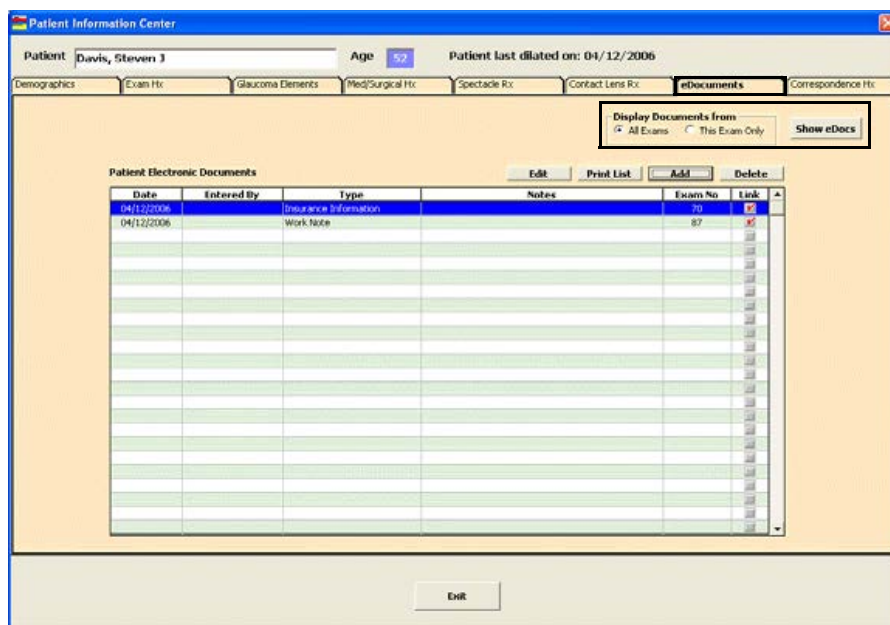 Patient Information Center
Patient Davis, Steven J Age 52 Patient last dilated on: 04/12/2006
Demographics Exam Hx Glaucoma Elements Med/Surgical Hx Spectacle Rx Contact Lens Rx eDocuments Correspondence Hx
Display Documents from
All Exams This Exam Only Show eDocs
Patient Electronic Documents Edit Print List Add Delete
Date Entered By Type Notes Exam No Link
04/12/2006 Insurance Information 70
04/12/2006 Work Note 87
Exit